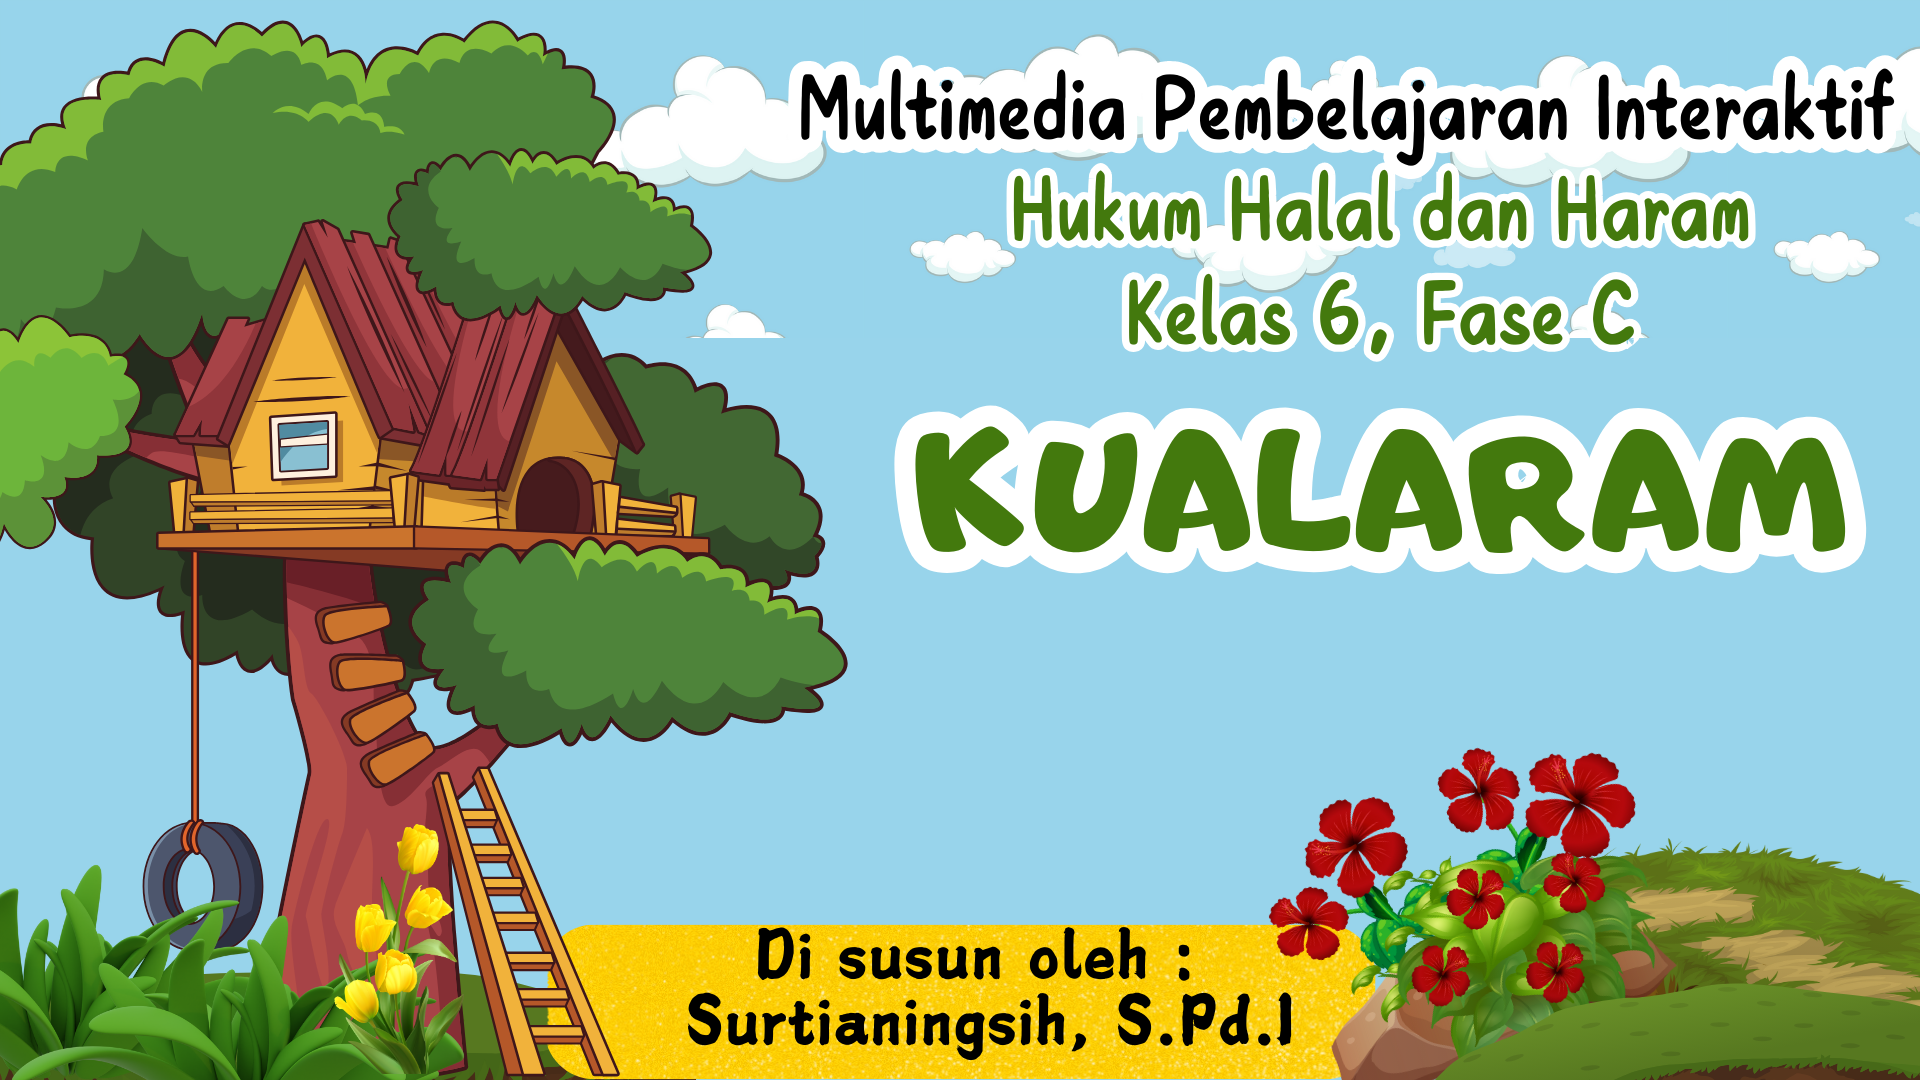 Multimedia Pembelajaran Interaktif
Hukum Halal dan Haram
Kelas 6, Fase C
KUALARAM
Di susun oleh :
Surtianingsih, S.Pd.I